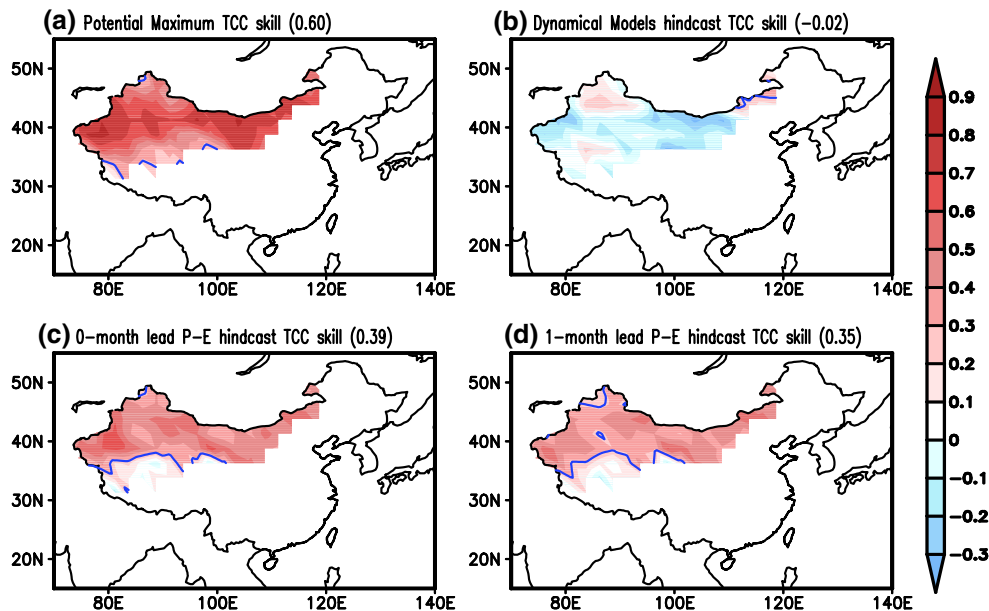 (a) Potential Maximum TCC skill (0.60)
50N
40N
30N
20N
80E 100E 120E 140E
(b) Dynamical Models hindcast TCC skill (-0.02)
50N
40N
30N
20N
80E 100E 120E 140E
(c) 0-month lead P-E hindcast TCC skill (0.39)
50N
40N
30N
20N
80E 100E 120E 140E
(d) 1-month lead P-E hindcast TCC skill (0.35)
50N
40N
30N
20N
80E 100E 120E 140E
0.9
0.8
0.7
0.6
0.5
0.4
0.3
0.2
0.1
0
-0.1
-0.2
-0.3